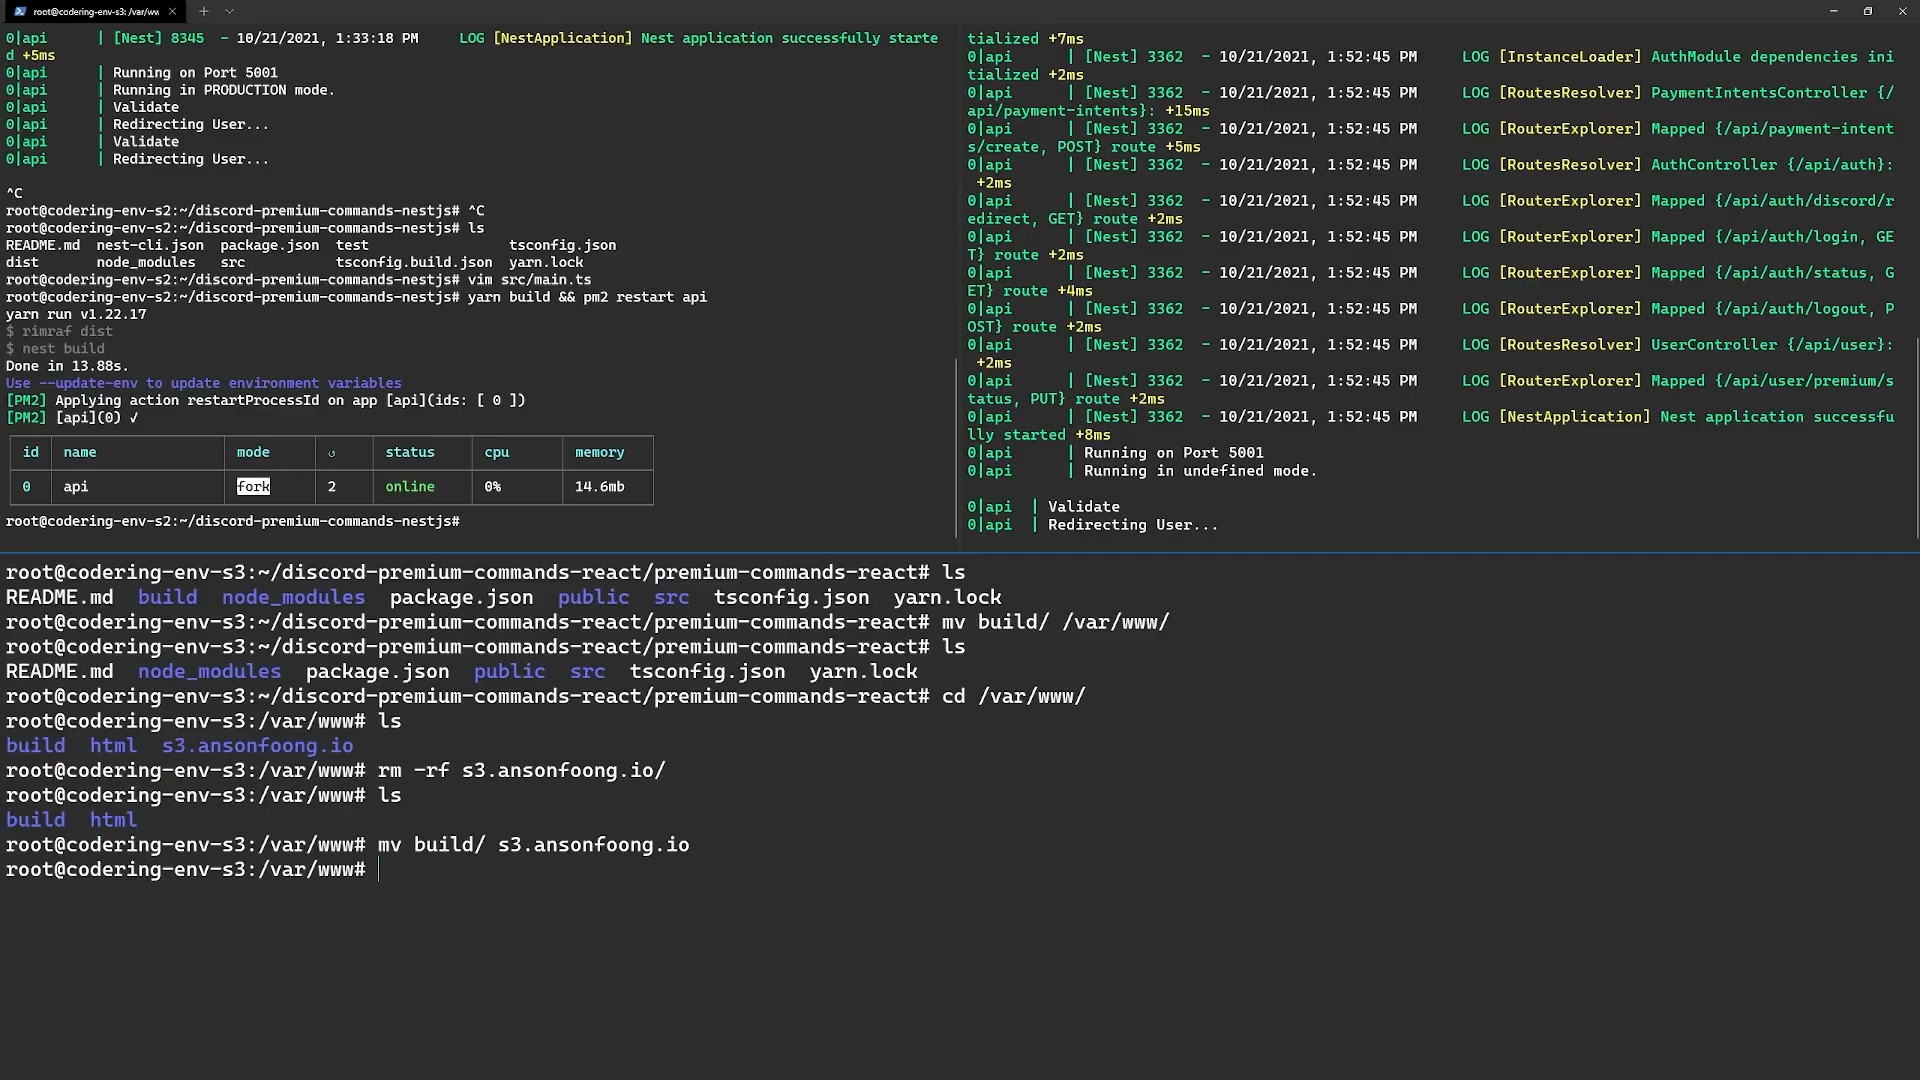 root@codering-env-s3: /var/ww
0|api      | [Nest] 8345  - 10/21/2021, 1:33:18 PM     LOG [NestApplication] Nest application successfully starte
d +5ms
0|api      | Running on Port 5001
0|api      | Running in PRODUCTION mode.
0|api      | Validate
0|api      | Redirecting User...
0|api      | Validate
0|api      | Redirecting User...
^C
root@codering-env-s2:~/discord-premium-commands-nestjs# ^C
root@codering-env-s2:~/discord-premium-commands-nestjs# ls
README.md  nest-cli.json  package.json  test                 tsconfig.json
dist       node_modules   src           tsconfig.build.json  yarn.lock
root@codering-env-s2:~/discord-premium-commands-nestjs# vim src/main.ts
root@codering-env-s2:~/discord-premium-commands-nestjs# yarn build && pm2 restart api
yarn run v1.22.17
$ rimraf dist
$ nest build
Done in 13.88s.
Use --update-env to update environment variables
[PM2] Applying action restartProcessId on app [api](ids: [ 0 ])
[PM2] [api](0) ✓
id  name  mode  ↺  status  cpu  memory
0  api  fork  2  online  0%  14.6mb
root@codering-env-s2:~/discord-premium-commands-nestjs#
tialized +7ms
0|api      | [Nest] 3362  - 10/21/2021, 1:52:45 PM     LOG [InstanceLoader] AuthModule dependencies ini
tialized +2ms
0|api      | [Nest] 3362  - 10/21/2021, 1:52:45 PM     LOG [RoutesResolver] PaymentIntentsController {/
api/payment-intents}: +15ms
0|api      | [Nest] 3362  - 10/21/2021, 1:52:45 PM     LOG [RouterExplorer] Mapped {/api/payment-intent
s/create, POST} route +5ms
0|api      | [Nest] 3362  - 10/21/2021, 1:52:45 PM     LOG [RoutesResolver] AuthController {/api/auth}:
+2ms
0|api      | [Nest] 3362  - 10/21/2021, 1:52:45 PM     LOG [RouterExplorer] Mapped {/api/auth/discord/r
edirect, GET} route +2ms
0|api      | [Nest] 3362  - 10/21/2021, 1:52:45 PM     LOG [RouterExplorer] Mapped {/api/auth/login, GE
T} route +2ms
0|api      | [Nest] 3362  - 10/21/2021, 1:52:45 PM     LOG [RouterExplorer] Mapped {/api/auth/status, G
ET} route +4ms
0|api      | [Nest] 3362  - 10/21/2021, 1:52:45 PM     LOG [RouterExplorer] Mapped {/api/auth/logout, P
OST} route +2ms
0|api      | [Nest] 3362  - 10/21/2021, 1:52:45 PM     LOG [RoutesResolver] UserController {/api/user}:
+2ms
0|api      | [Nest] 3362  - 10/21/2021, 1:52:45 PM     LOG [RouterExplorer] Mapped {/api/user/premium/s
tatus, PUT} route +2ms
0|api      | [Nest] 3362  - 10/21/2021, 1:52:45 PM     LOG [NestApplication] Nest application successfu
lly started +8ms
0|api      | Running on Port 5001
0|api      | Running in undefined mode.
0|api  | Validate
0|api  | Redirecting User...
root@codering-env-s3:~/discord-premium-commands-react/premium-commands-react# ls
README.md  build  node_modules  package.json  public  src  tsconfig.json  yarn.lock
root@codering-env-s3:~/discord-premium-commands-react/premium-commands-react# mv build/ /var/www/
root@codering-env-s3:~/discord-premium-commands-react/premium-commands-react# ls
README.md  node_modules  package.json  public  src  tsconfig.json  yarn.lock
root@codering-env-s3:~/discord-premium-commands-react/premium-commands-react# cd /var/www/
root@codering-env-s3:/var/www# ls
build  html  s3.ansonfoong.io
root@codering-env-s3:/var/www# rm -rf s3.ansonfoong.io/
root@codering-env-s3:/var/www# ls
build  html
root@codering-env-s3:/var/www# mv build/ s3.ansonfoong.io
root@codering-env-s3:/var/www#